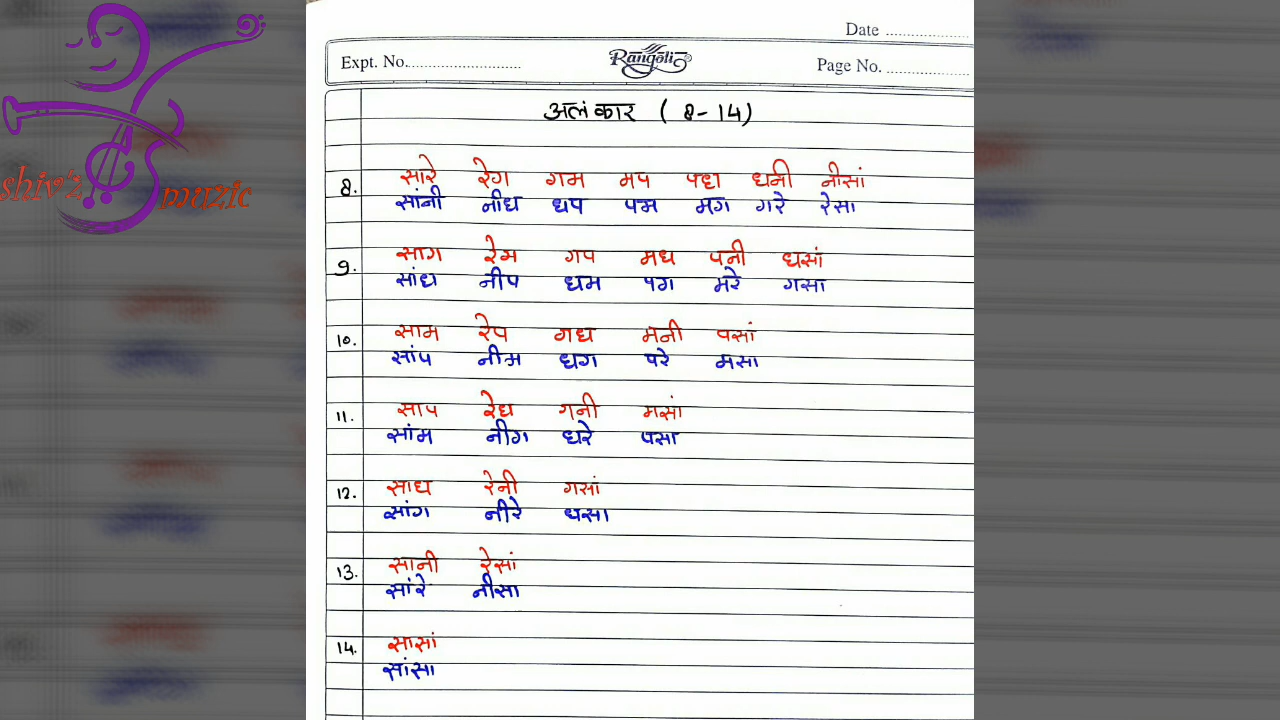 Date
Expt. No. Rangoli® Page No.
अलंकार ( 8-14)
8. सारे रेग गम मप पध धनी नीसां
सांनी नीध धप पम मग गरे रेसा
9. साग रेम गप मध पनी धसां
सांध नीप धम पग मरे गसा
10. साम रेप गध मनी पसां
सांप नीम धग परे मसा
11. साप रेध गनी मसां
सांम नीग धरे पसा
12. साध रेनी गसां
सांग नीरे धसा
13. सानी रेसां
सांरे नीसा
14. सासां
सांसा
shiv'z
muzic